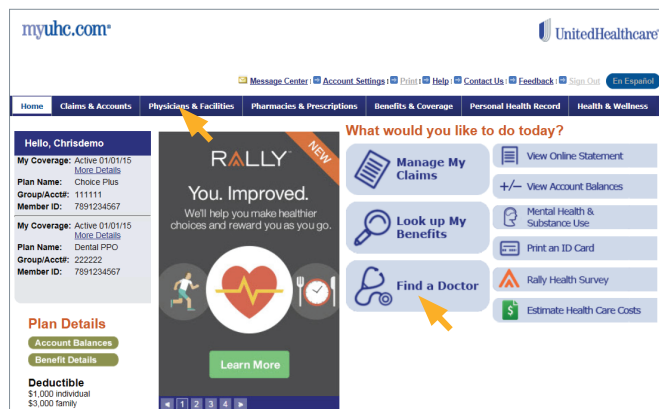 myuhc.com®
UnitedHealthcare®
Message Center | Account Settings | Print | Help | Contact Us | Feedback | Sign Out En Español
Home Claims & Accounts Physicians & Facilities Pharmacies & Prescriptions Benefits & Coverage Personal Health Record Health & Wellness
Hello, Chrisdemo
My Coverage: Active 01/01/15
More Details
Plan Name: Choice Plus
Group/Acct#: 111111
Member ID: 7891234567
My Coverage: Active 01/01/15
More Details
Plan Name: Dental PPO
Group/Acct#: 222222
Member ID: 7891234567
Plan Details
Account Balances
Benefit Details
Deductible
$1,000 individual
$3,000 family
NEW
RALLY™
You. Improved.
We'll help you make healthier
choices and reward you as you go.
Learn More
1 2 3 4
What would you like to do today?
Manage My
Claims
Look up My
Benefits
Find a Doctor
View Online Statement
+/– View Account Balances
Mental Health &
Substance Use
Print an ID Card
Rally Health Survey
$ Estimate Health Care Costs